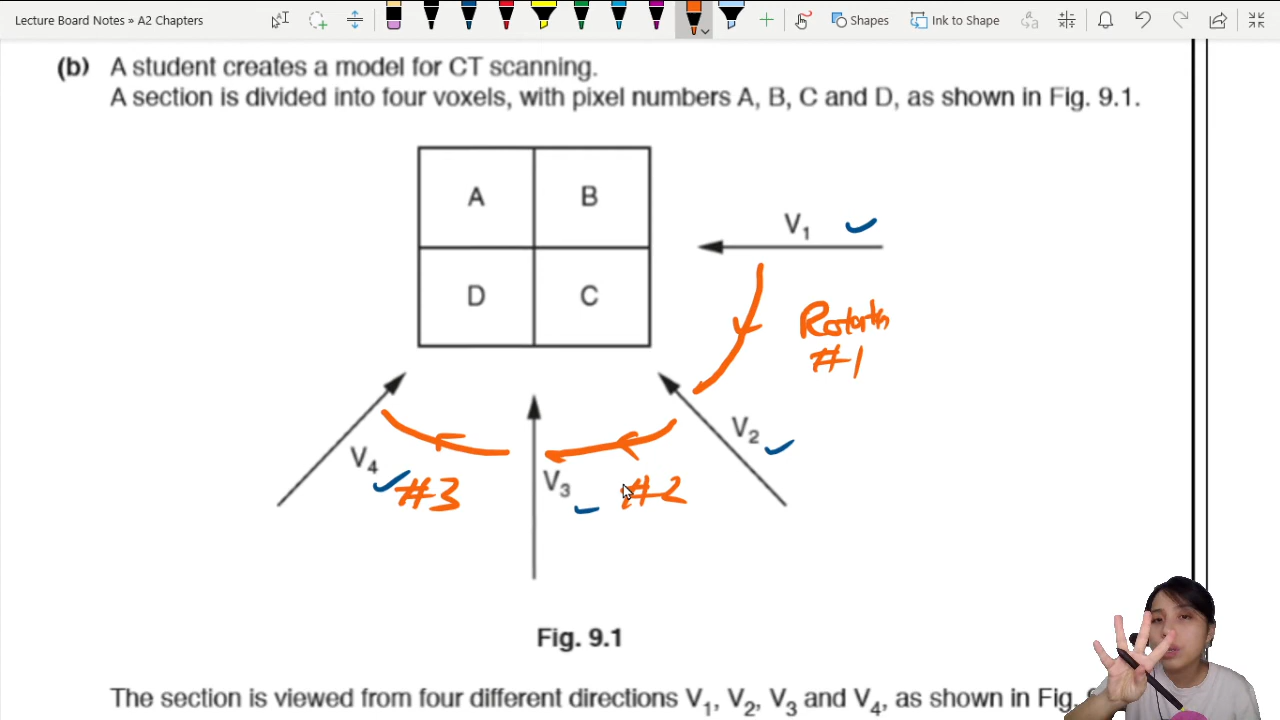 Lecture Board Notes » A2 Chapters
Shapes
Ink to Shape
(b) A student creates a model for CT scanning.
A section is divided into four voxels, with pixel numbers A, B, C and D, as shown in Fig. 9.1.
A B
V1
D C
#1
V2
V4
#3
V3
#2
Fig. 9.1
The section is viewed from four different directions V1, V2, V3 and V4, as shown in Fig.